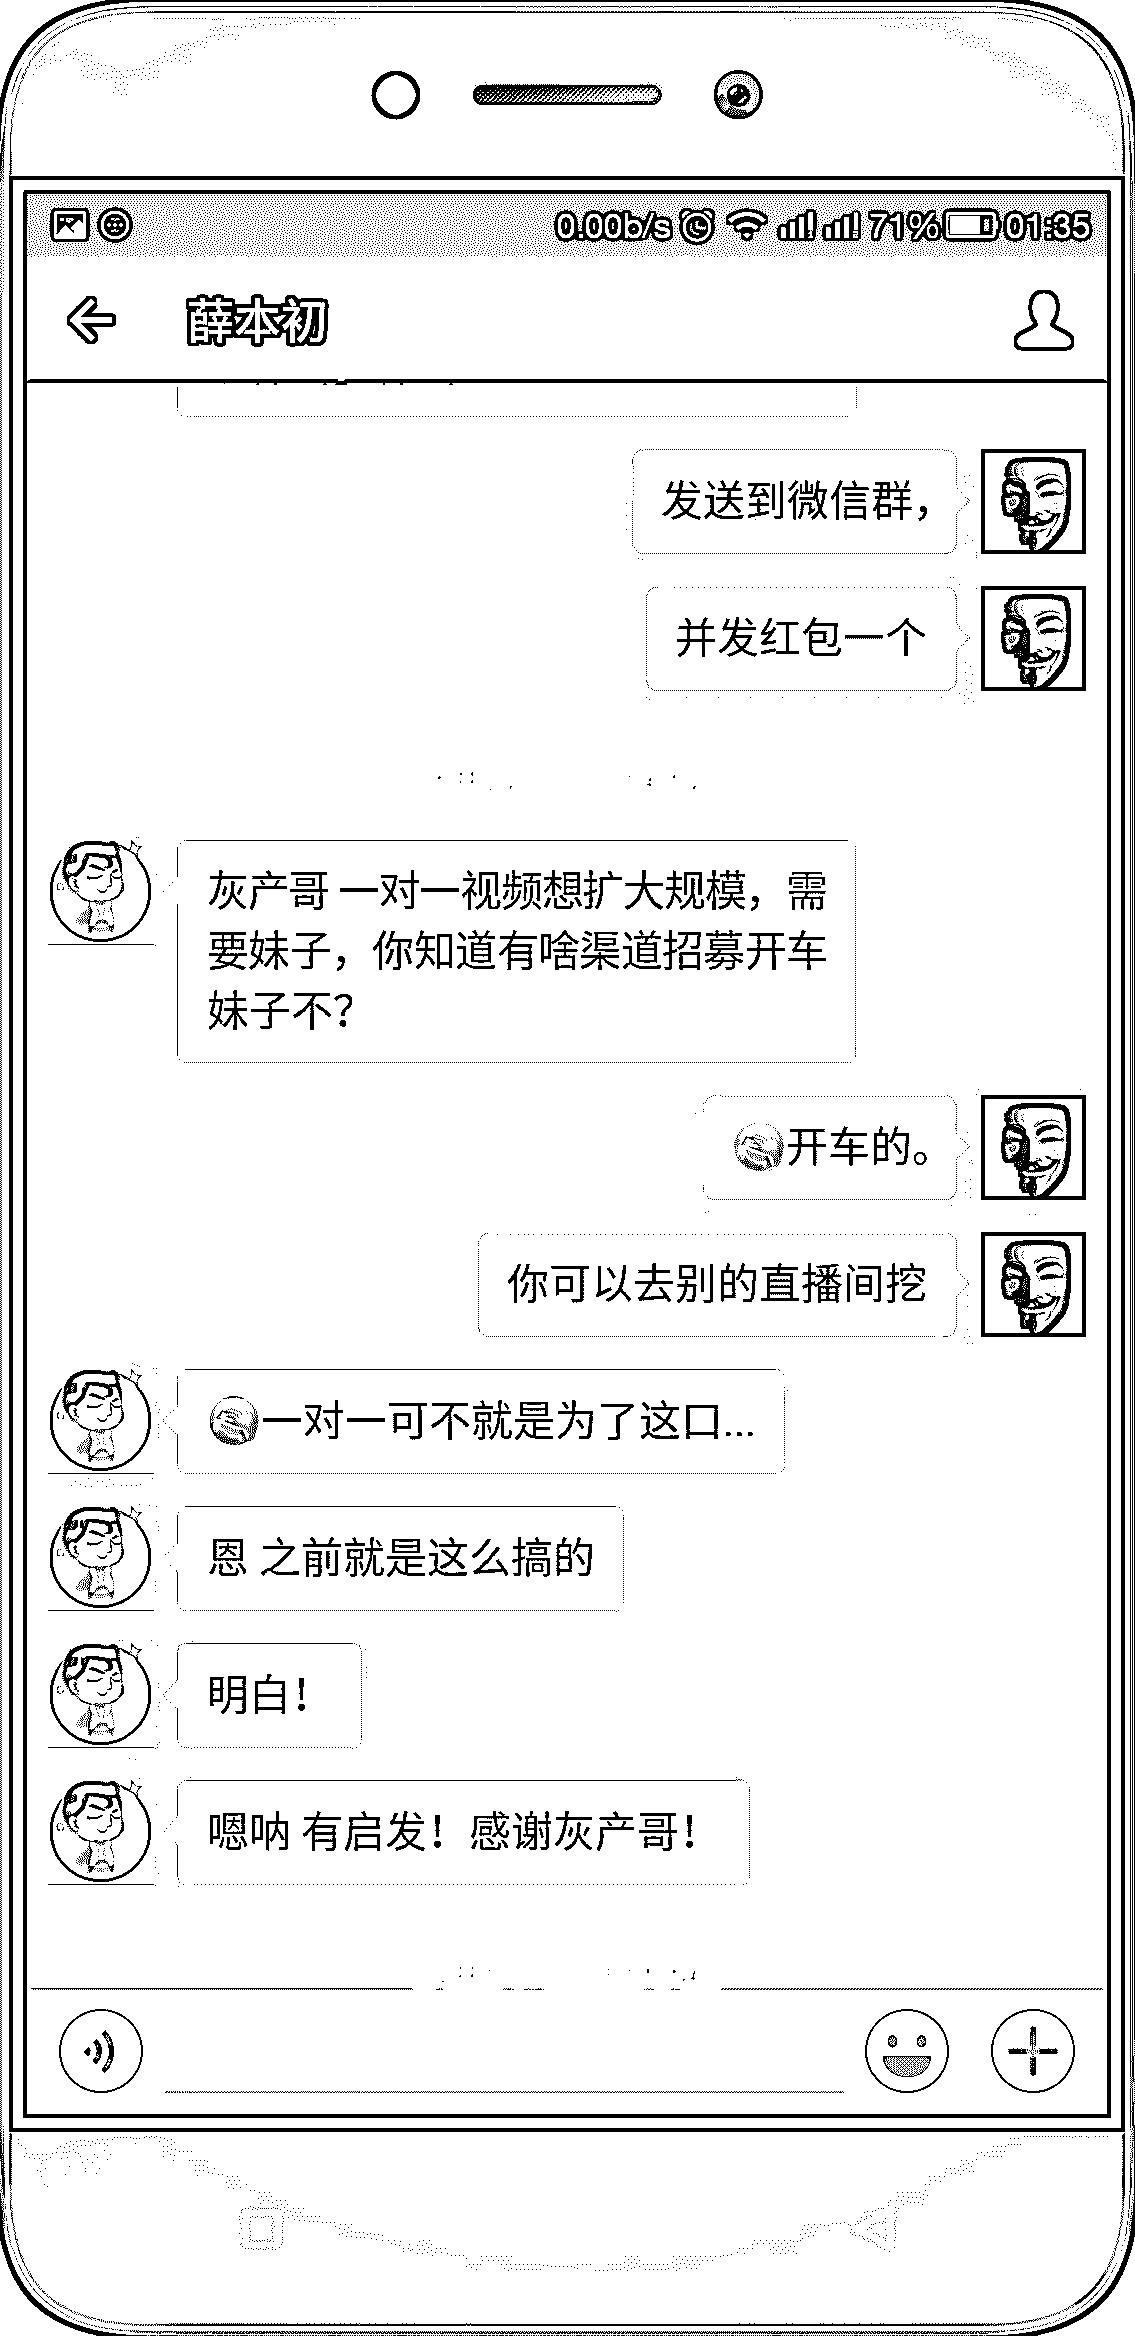 0.00b/s 71% 01:35
薛本初
发送到微信群，
并发红包一个
灰产哥 一对一视频想扩大规模，需
要妹子，你知道有啥渠道招募开车
妹子不？
开车的。
你可以去别的直播间挖
一对一可不就是为了这口...
恩 之前就是这么搞的
明白！
嗯呐 有启发！感谢灰产哥！